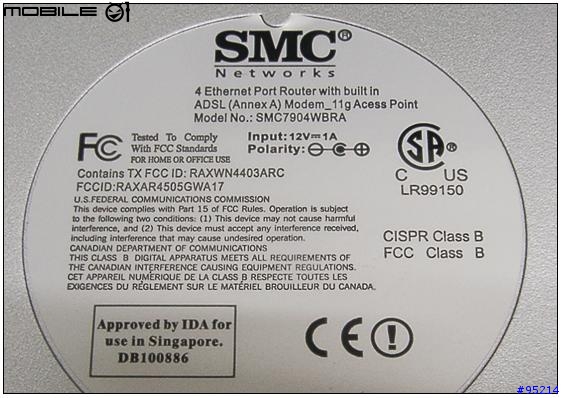 MOBILE01
SMC®
Networks
4 Ethernet Port Router with built in
ADSL (Annex A) Modem_11g Acess Point
Model No.: SMC7904WBRA
FC Tested To Comply
With FCC Standards
FOR HOME OR OFFICE USE
Input: 12V⎓1A
Polarity:
SA®
C US
LR99150
Contains TX FCC ID: RAXWN4403ARC
FCCID:RAXAR4505GWA17
U.S.FEDERAL COMMUNICATIONS COMMISSION
This device complies with Part 15 of FCC Rules. Operation is subject
to the following two conditions: (1) This device may not cause harmful
interference, and (2) This device must accept any interference received,
including interference that may cause undesired operation.
CANADIAN DEPARTMENT OF COMMUNICATIONS
THIS CLASS B DIGITAL APPARATUS MEETS ALL REQUIREMENTS OF
THE CANADIAN INTERFERENCE CAUSING EQUIPMENT REGULATIONS.
CET APPAREIL NUMÉRIQUE DE LA CLASS B RESPECTE TOUTES LES
EXIGENCES DU RÉGLEMENT SUR LE MATÉRIEL BROUILLEUR DU CANADA.
CISPR Class B
FCC Class B
Approved by IDA for
use in Singapore.
DB100886
CE
#95214